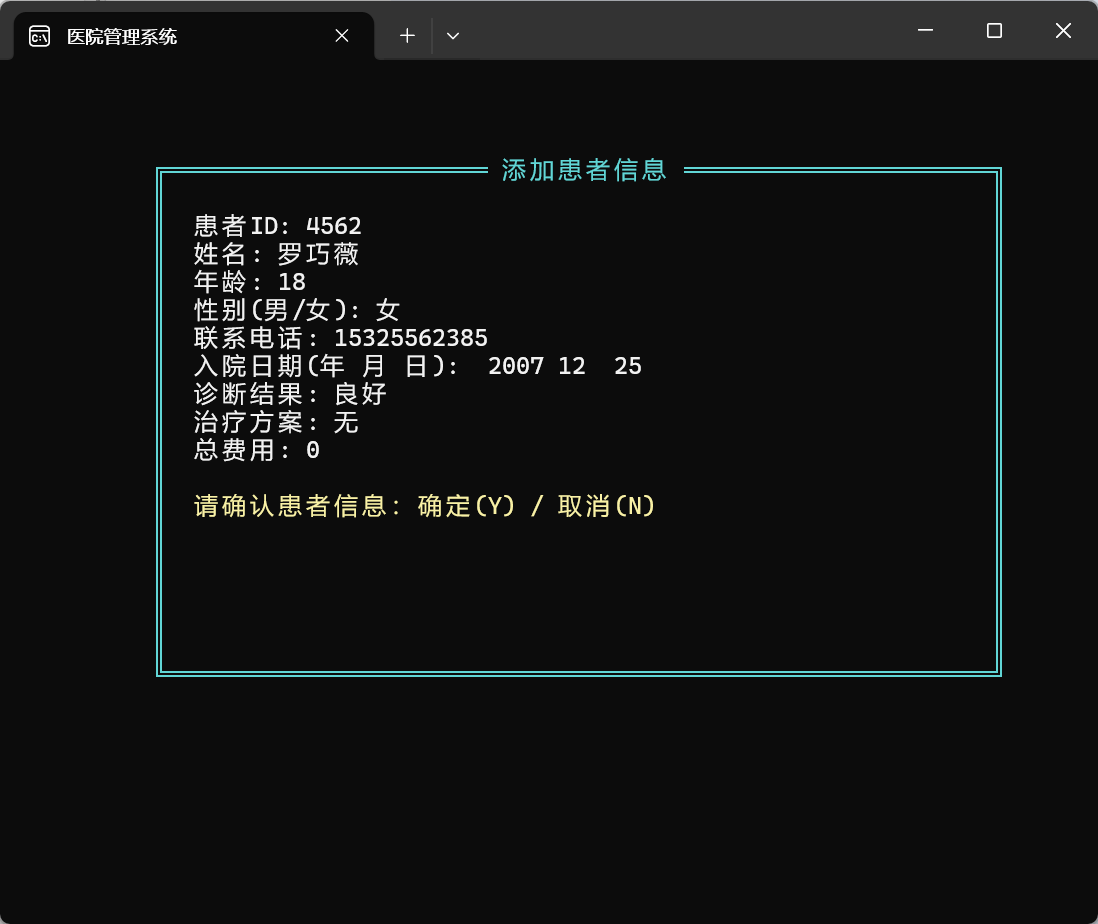 医院管理系统
添加患者信息
患者ID: 4562
姓名: 罗巧薇
年龄: 18
性别(男/女): 女
联系电话: 15325562385
入院日期(年 月 日):  2007 12  25
诊断结果: 良好
治疗方案: 无
总费用: 0
请确认患者信息: 确定(Y) / 取消(N)